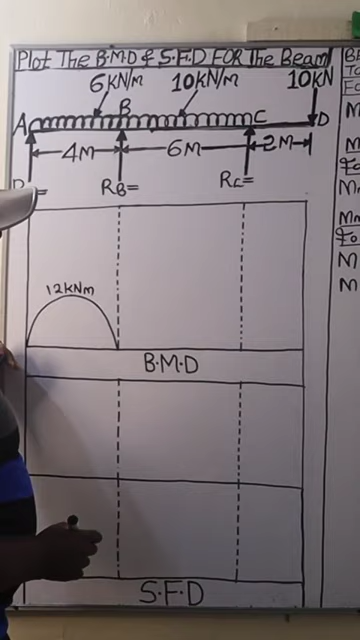 Plot The B.M.D & S.F.D FOR The Beam
6KN/m 10KN/m 10KN
A B C D
4M 6M 2M
RB= RC=
12KNm
B.M.D
S.F.D